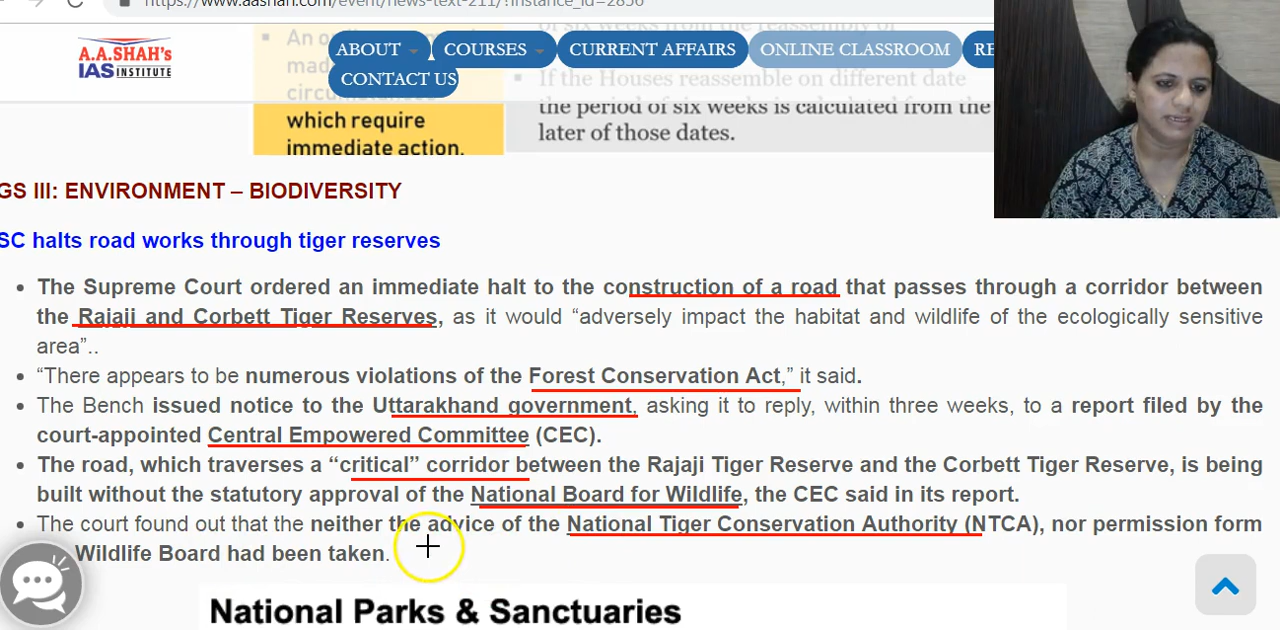 https://www.aashah.com/event/news-text-211/?instance_id=2856
of six weeks from the reassembly of
An
mad
circumstances
which require
immediate action.
A.A.SHAH's
IAS INSTITUTE
ABOUT
COURSES
CURRENT AFFAIRS
ONLINE CLASSROOM
RE
CONTACT US
If the Houses reassemble on different date
the period of six weeks is calculated from the
later of those dates.
GS III: ENVIRONMENT – BIODIVERSITY
SC halts road works through tiger reserves
• The Supreme Court ordered an immediate halt to the construction of a road that passes through a corridor between
the Rajaji and Corbett Tiger Reserves, as it would “adversely impact the habitat and wildlife of the ecologically sensitive
area”..
• “There appears to be numerous violations of the Forest Conservation Act,” it said.
• The Bench issued notice to the Uttarakhand government, asking it to reply, within three weeks, to a report filed by the
court-appointed Central Empowered Committee (CEC).
• The road, which traverses a “critical” corridor between the Rajaji Tiger Reserve and the Corbett Tiger Reserve, is being
built without the statutory approval of the National Board for Wildlife, the CEC said in its report.
• The court found out that the neither the advice of the National Tiger Conservation Authority (NTCA), nor permission form
Wildlife Board had been taken.
National Parks & Sanctuaries